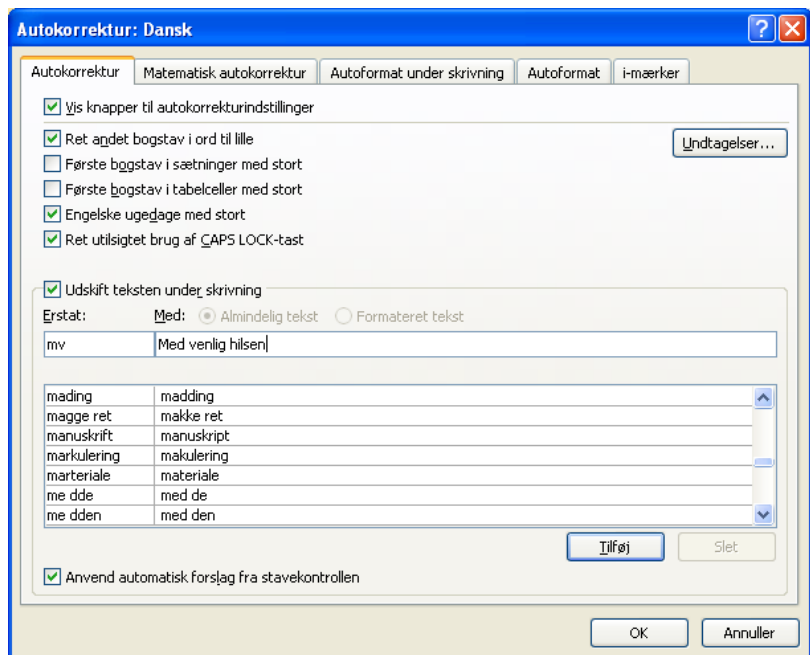 Autokorrektur: Dansk
Autokorrektur Matematisk autokorrektur Autoformat under skrivning Autoformat i-mærker
Vis knapper til autokorrekturindstillinger
Ret andet bogstav i ord til lille
Undtagelser...
Første bogstav i sætninger med stort
Første bogstav i tabelceller med stort
Engelske ugedage med stort
Ret utilsigtet brug af CAPS LOCK-tast
Udskift teksten under skrivning
Erstat: Med: Almindelig tekst Formateret tekst
mv Med venlig hilsen
mading madding
magge ret makke ret
manuskrift manuskript
markulering makulering
marteriale materiale
me dde med de
me dden med den
Tilføj Slet
Anvend automatisk forslag fra stavekontrollen
OK Annuller